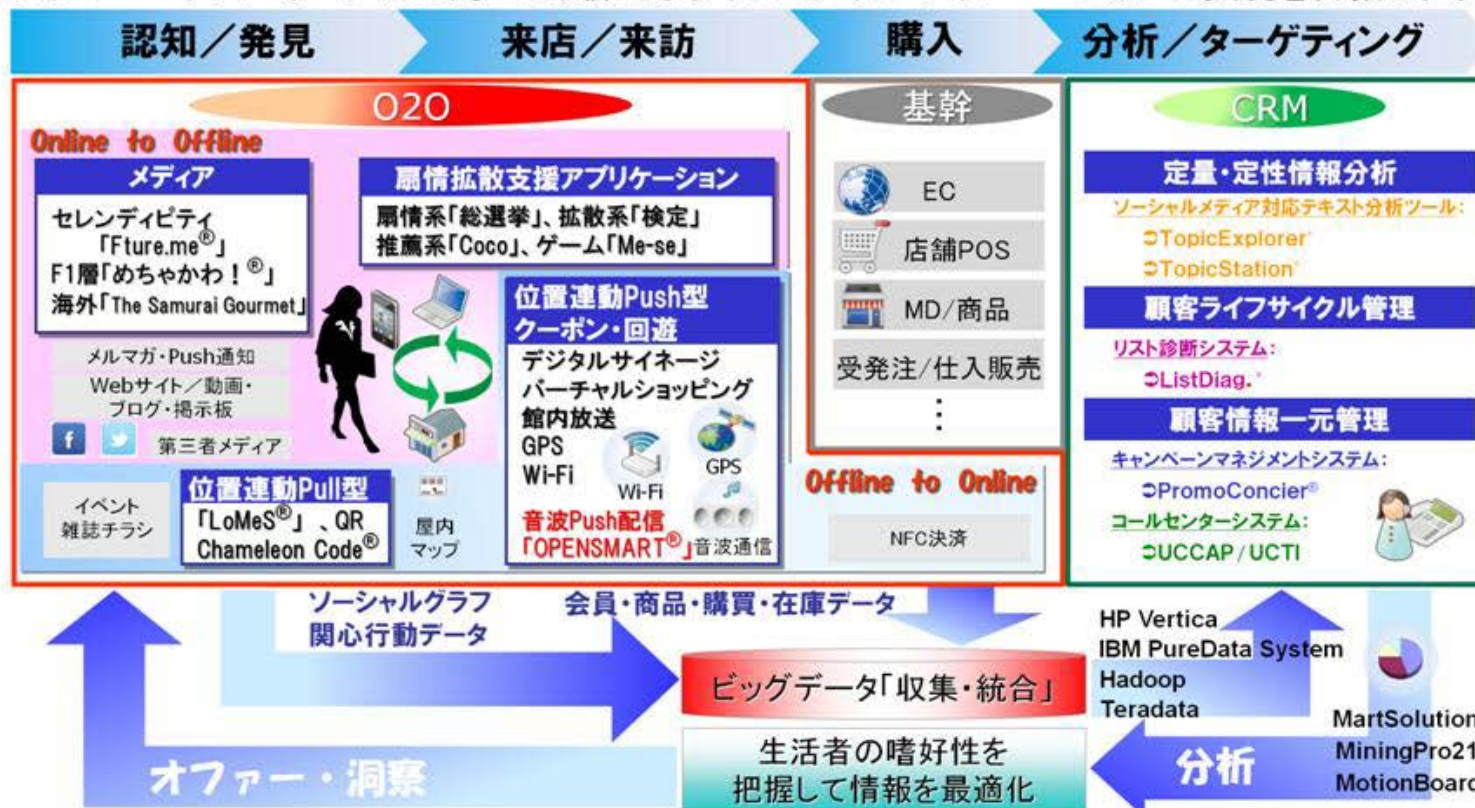 認知／発見
来店／来訪
購入
分析／ターゲティング
O2O
基幹
CRM
Online to Offline
メディア
セレンディピティ
「Fture.me®」
F1層「めちゃかわ！®」
海外「The Samurai Gourmet」
扇情拡散支援アプリケーション
扇情系「総選挙」、拡散系「検定」
推薦系「Coco」、ゲーム「Me-se」
メルマガ・Push通知
Webサイト／動画・
ブログ・掲示板
f
第三者メディア
位置連動Push型
クーポン・回遊
デジタルサイネージ
バーチャルショッピング
館内放送
GPS
Wi-Fi
Wi-Fi
GPS
音波Push配信
「OPENSMART®」
音波通信
イベント
雑誌チラシ
位置連動Pull型
「LoMeS®」、QR
Chameleon Code®
屋内
マップ
EC
店舗POS
MD/商品
受発注/仕入販売
⋮
Offline to Online
NFC決済
定量・定性情報分析
ソーシャルメディア対応テキスト分析ツール：
➲TopicExplorer
➲TopicStation
顧客ライフサイクル管理
リスト診断システム：
➲ListDiag.
顧客情報一元管理
キャンペーンマネジメントシステム：
➲PromoConcier®
コールセンターシステム：
➲UCCAP / UCTI
ソーシャルグラフ
関心行動データ
会員・商品・購買・在庫データ
ビッグデータ「収集・統合」
HP Vertica
IBM PureData System
Hadoop
Teradata
MartSolution
MiningPro21
MotionBoard
分析
生活者の嗜好性を
把握して情報を最適化
オファー・洞察